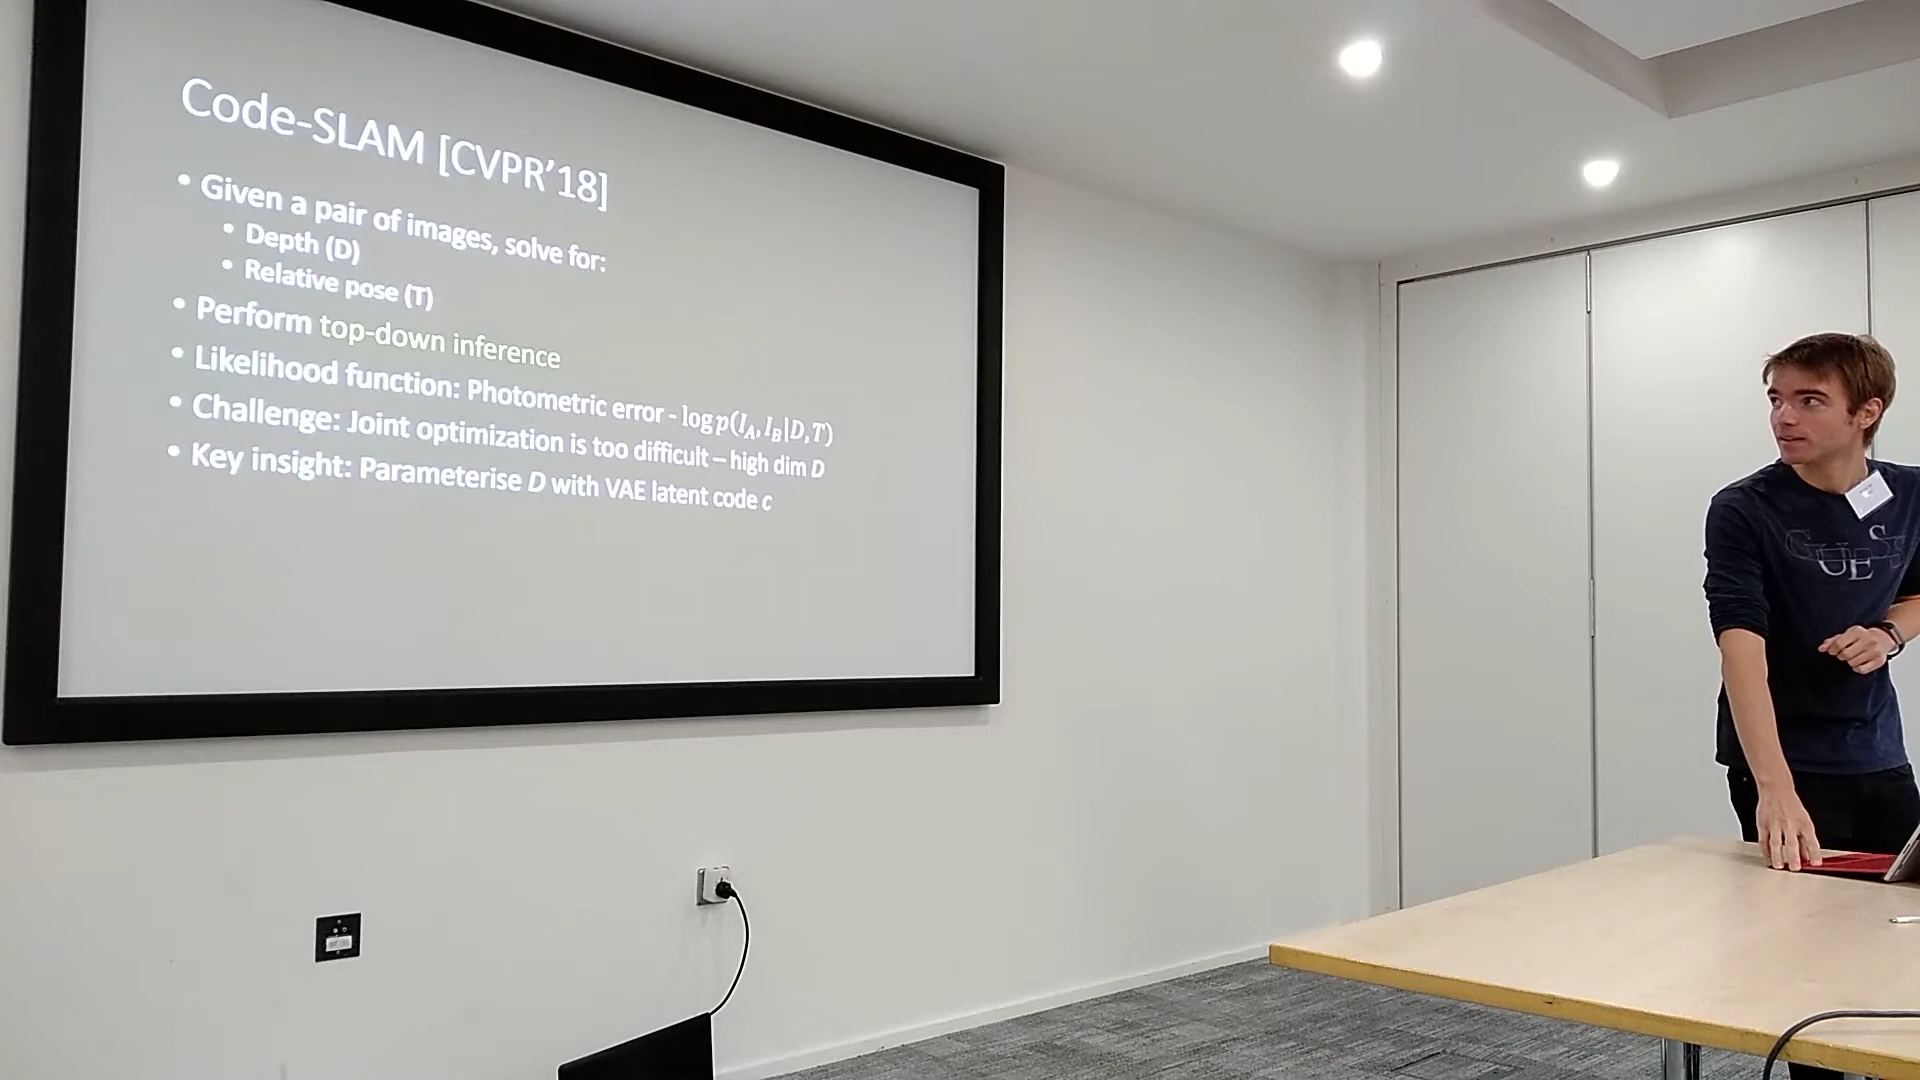 Code-SLAM [CVPR’18]
• Given a pair of images, solve for:
• Depth (D)
• Relative pose (T)
• Perform top-down inference
• Likelihood function: Photometric error - log p(I_A, I_B|D,T)
• Challenge: Joint optimization is too difficult – high dim D
• Key insight: Parameterise D with VAE latent code c
GUESS